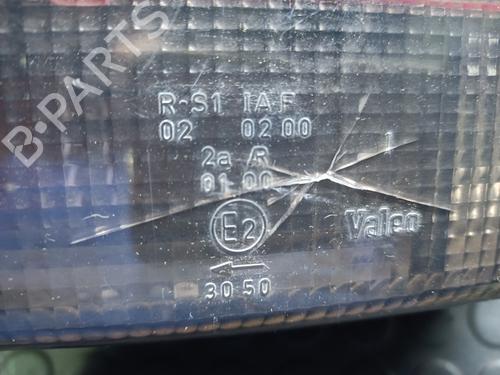 R-S1 IAF
02 02 00
2a R
01 00
E2 Valeo
←
30 50
B-PARTS